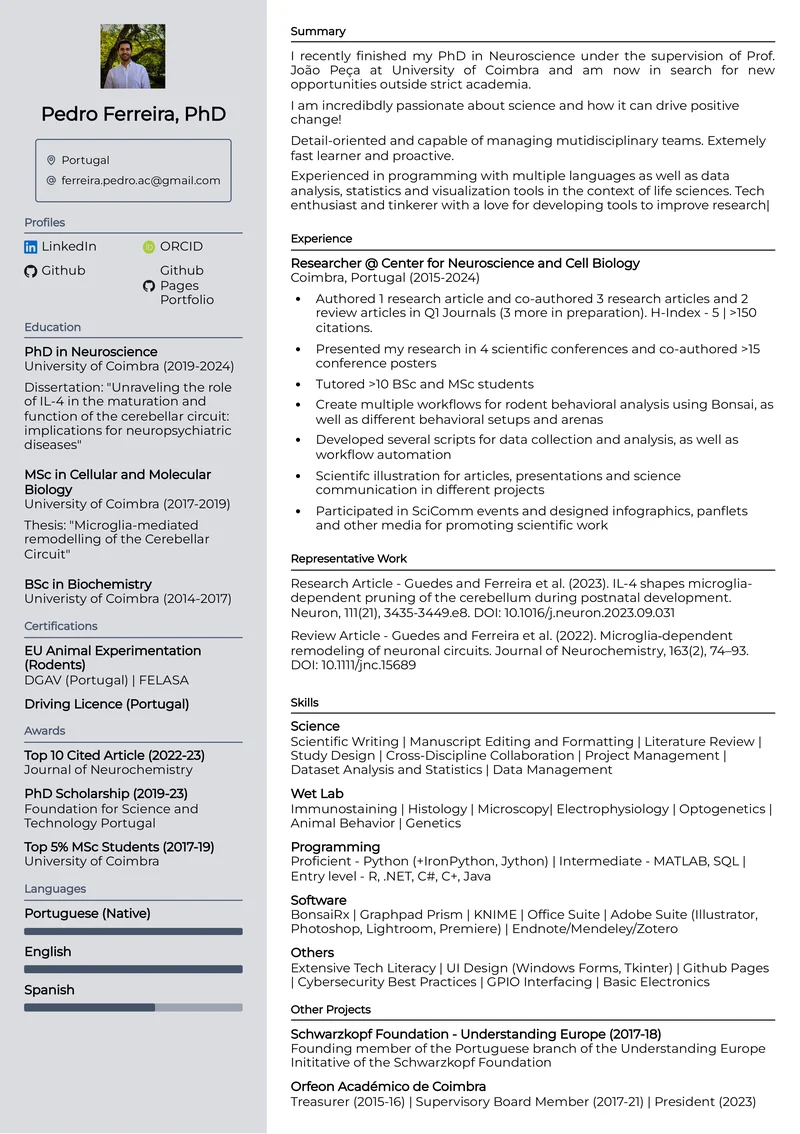 Pedro Ferreira, PhD
Portugal
ferreira.pedro.ac@gmail.com
Profiles
LinkedIn
ORCID
Github
Github
Pages
Portfolio
Education
PhD in Neuroscience
University of Coimbra (2019-2024)
Dissertation: "Unraveling the role
of IL-4 in the maturation and
function of the cerebellar circuit:
implications for neuropsychiatric
diseases"
MSc in Cellular and Molecular
Biology
University of Coimbra (2017-2019)
Thesis: "Microglia-mediated
remodelling of the Cerebellar
Circuit"
BSc in Biochemistry
Univeristy of Coimbra (2014-2017)
Certifications
EU Animal Experimentation
(Rodents)
DGAV (Portugal) | FELASA
Driving Licence (Portugal)
Awards
Top 10 Cited Article (2022-23)
Journal of Neurochemistry
PhD Scholarship (2019-23)
Foundation for Science and
Technology Portugal
Top 5% MSc Students (2017-19)
University of Coimbra
Languages
Portuguese (Native)
English
Spanish
Summary
I recently finished my PhD in Neuroscience under the supervision of Prof.
João Peça at University of Coimbra and am now in search for new
opportunities outside strict academia.
I am incredibdly passionate about science and how it can drive positive
change!
Detail-oriented and capable of managing mutidisciplinary teams. Extemely
fast learner and proactive.
Experienced in programming with multiple languages as well as data
analysis, statistics and visualization tools in the context of life sciences. Tech
enthusiast and tinkerer with a love for developing tools to improve research|
Experience
Researcher @ Center for Neuroscience and Cell Biology
Coimbra, Portugal (2015-2024)
• Authored 1 research article and co-authored 3 research articles and 2
review articles in Q1 Journals (3 more in preparation). H-Index - 5 | >150
citations.
• Presented my research in 4 scientific conferences and co-authored >15
conference posters
• Tutored >10 BSc and MSc students
• Create multiple workflows for rodent behavioral analysis using Bonsai, as
well as different behavioral setups and arenas
• Developed several scripts for data collection and analysis, as well as
workflow automation
• Scientifc illustration for articles, presentations and science
communication in different projects
• Participated in SciComm events and designed infographics, panflets
and other media for promoting scientific work
Representative Work
Research Article - Guedes and Ferreira et al. (2023). IL-4 shapes microglia-
dependent pruning of the cerebellum during postnatal development.
Neuron, 111(21), 3435-3449.e8. DOI: 10.1016/j.neuron.2023.09.031
Review Article - Guedes and Ferreira et al. (2022). Microglia-dependent
remodeling of neuronal circuits. Journal of Neurochemistry, 163(2), 74–93.
DOI: 10.1111/jnc.15689
Skills
Science
Scientific Writing | Manuscript Editing and Formatting | Literature Review |
Study Design | Cross-Discipline Collaboration | Project Management |
Dataset Analysis and Statistics | Data Management
Wet Lab
Immunostaining | Histology | Microscopy| Electrophysiology | Optogenetics |
Animal Behavior | Genetics
Programming
Proficient - Python (+IronPython, Jython) | Intermediate - MATLAB, SQL |
Entry level - R, .NET, C#, C+, Java
Software
BonsaiRx | Graphpad Prism | KNIME | Office Suite | Adobe Suite (Illustrator,
Photoshop, Lightroom, Premiere) | Endnote/Mendeley/Zotero
Others
Extensive Tech Literacy | UI Design (Windows Forms, Tkinter) | Github Pages
| Cybersecurity Best Practices | GPIO Interfacing | Basic Electronics
Other Projects
Schwarzkopf Foundation - Understanding Europe (2017-18)
Founding member of the Portuguese branch of the Understanding Europe
Inititative of the Schwarzkopf Foundation
Orfeon Académico de Coimbra
Treasurer (2015-16) | Supervisory Board Member (2017-21) | President (2023)